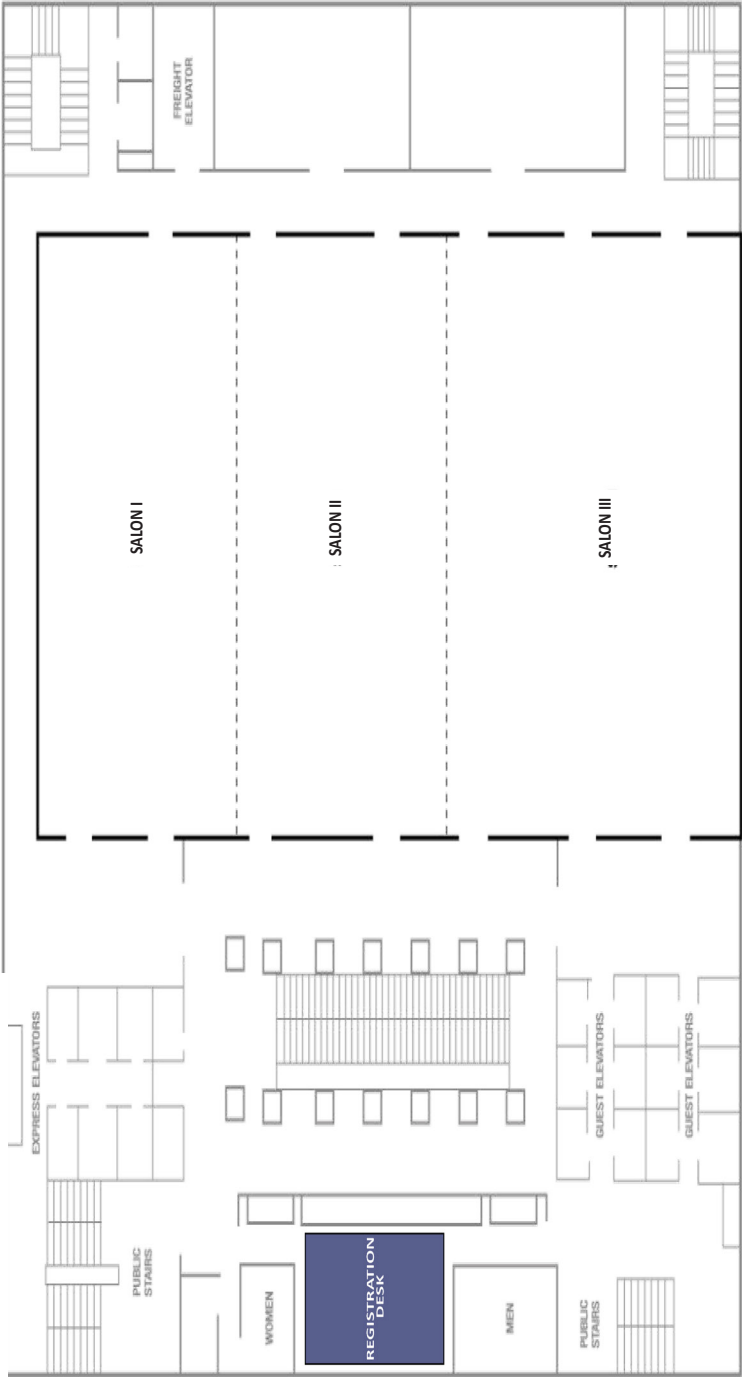 FREIGHT
ELEVATOR
SALON I
SALON II
SALON III
EXPRESS ELEVATORS
GUEST ELEVATORS
GUEST ELEVATORS
PUBLIC
STAIRS
WOMEN
REGISTRATION
DESK
MEN
PUBLIC
STAIRS